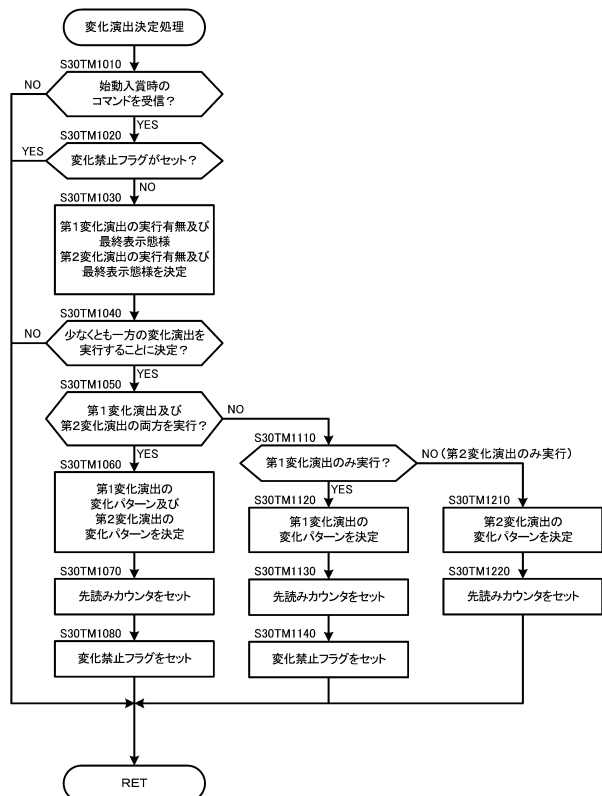 変化演出決定処理
S30TM1010
始動入賞時の
コマンドを受信？
NO
YES
S30TM1020
変化禁止フラグがセット？
YES
NO
S30TM1030
第１変化演出の実行有無及び
最終表示態様
第２変化演出の実行有無及び
最終表示態様を決定
S30TM1040
少なくとも一方の変化演出を
実行することに決定？
NO
YES
S30TM1050
第１変化演出及び
第２変化演出の両方を実行？
NO
YES
S30TM1110
第１変化演出のみ実行？
NO（第２変化演出のみ実行）
YES
S30TM1060
第１変化演出の
変化パターン及び
第２変化演出の
変化パターンを決定
S30TM1120
第１変化演出の
変化パターンを決定
S30TM1210
第２変化演出の
変化パターンを決定
S30TM1070
先読みカウンタをセット
S30TM1130
先読みカウンタをセット
S30TM1220
先読みカウンタをセット
S30TM1080
変化禁止フラグをセット
S30TM1140
変化禁止フラグをセット
RET